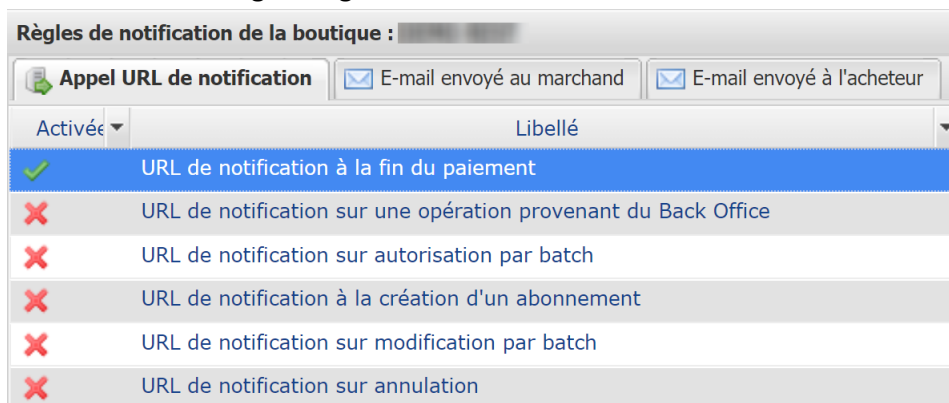 Règles de notification de la boutique :
Appel URL de notification
E-mail envoyé au marchand
E-mail envoyé à l'acheteur
Activée
Libellé
URL de notification à la fin du paiement
URL de notification sur une opération provenant du Back Office
URL de notification sur autorisation par batch
URL de notification à la création d'un abonnement
URL de notification sur modification par batch
URL de notification sur annulation